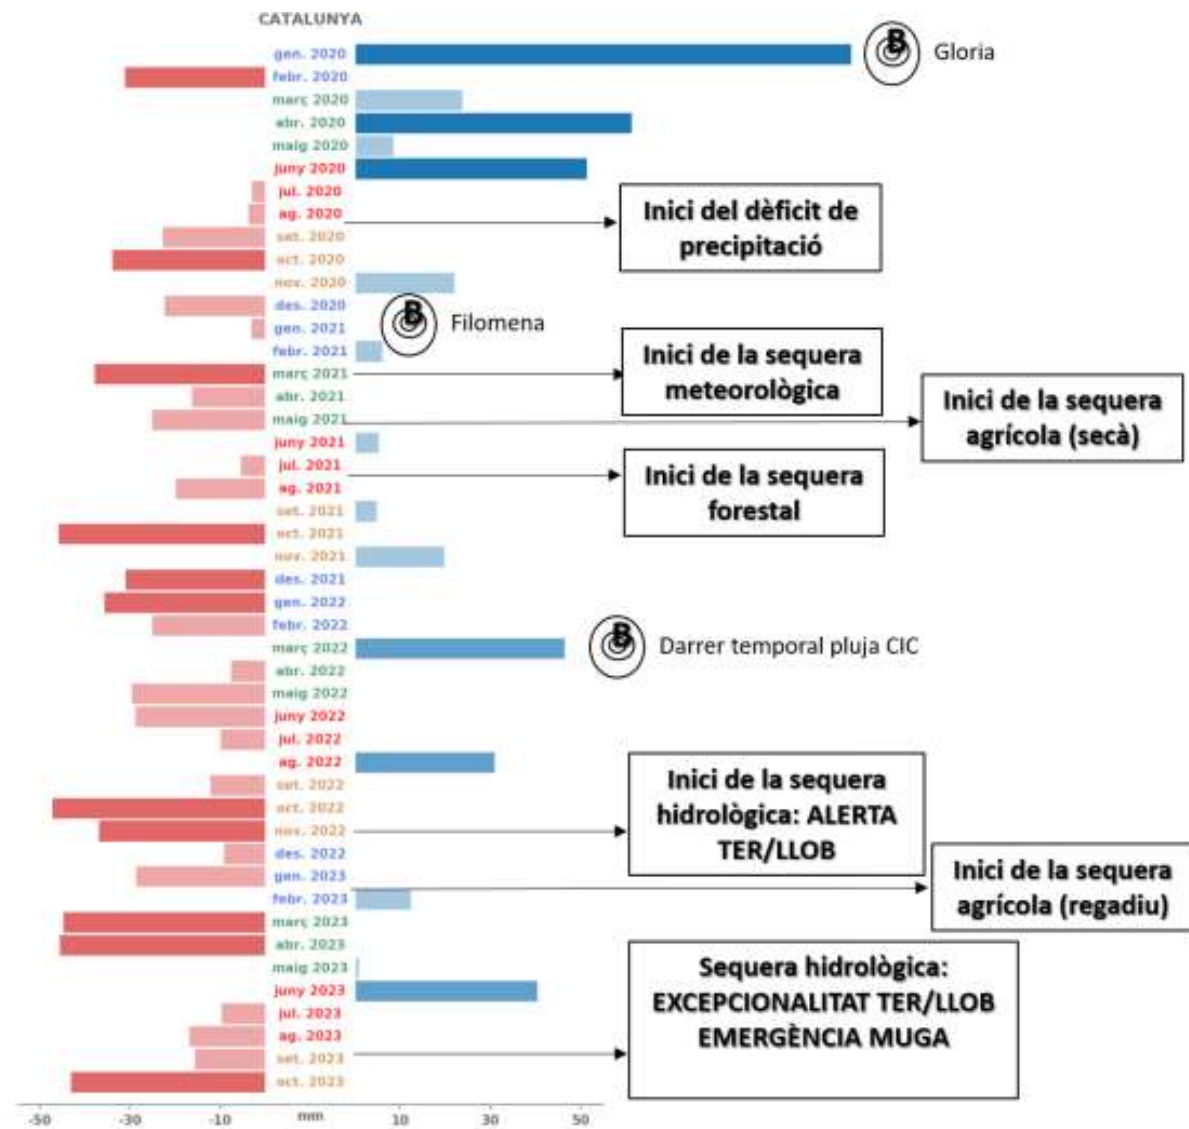 CATALUNYA
gen. 2020
B
Gloria
febr. 2020
març 2020
abr. 2020
maig 2020
juny 2020
jul. 2020
ag. 2020
Inici del dèficit de
precipitació
set. 2020
oct. 2020
nov. 2020
des. 2020
gen. 2021
B
Filomena
febr. 2021
març 2021
Inici de la sequera
meteorològica
abr. 2021
maig 2021
Inici de la sequera
agrícola (secà)
juny 2021
jul. 2021
ag. 2021
Inici de la sequera
forestal
set. 2021
oct. 2021
nov. 2021
des. 2021
gen. 2022
febr. 2022
març 2022
B
Darrer temporal pluja CIC
abr. 2022
maig 2022
juny 2022
jul. 2022
ag. 2022
set. 2022
oct. 2022
nov. 2022
Inici de la sequera
hidrològica: ALERTA
TER/LLOB
des. 2022
gen. 2023
febr. 2023
Inici de la sequera
agrícola (regadiu)
març 2023
abr. 2023
maig 2023
juny 2023
jul. 2023
ag. 2023
set. 2023
oct. 2023
Sequera hidrològica:
EXCEPCIONALITAT TER/LLOB
EMERGÈNCIA MUGA
-50 -30 -10 mm 10 30 50